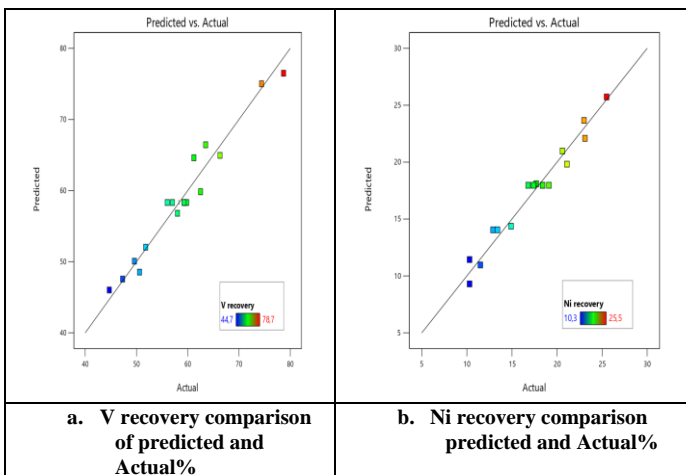 Predicted vs. Actual
80
70
60
50
40
Predicted
40
50
60
70
80
Actual
V recovery
44,7
78,7
Predicted vs. Actual
30
25
20
15
10
5
Predicted
5
10
15
20
25
30
Actual
Ni recovery
10,3
25,5
a. V recovery comparison
of predicted and
Actual%
b. Ni recovery comparison
predicted and Actual%